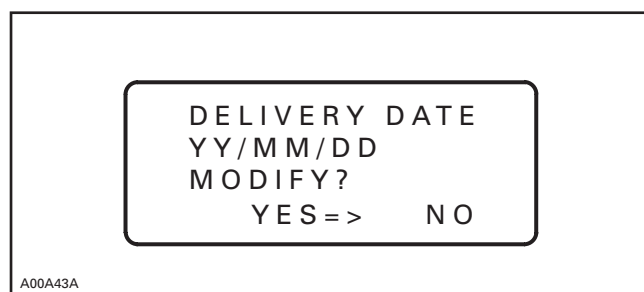 DELIVERY DATE
YY/MM/DD
MODIFY?
YES=> NO
A00A43A